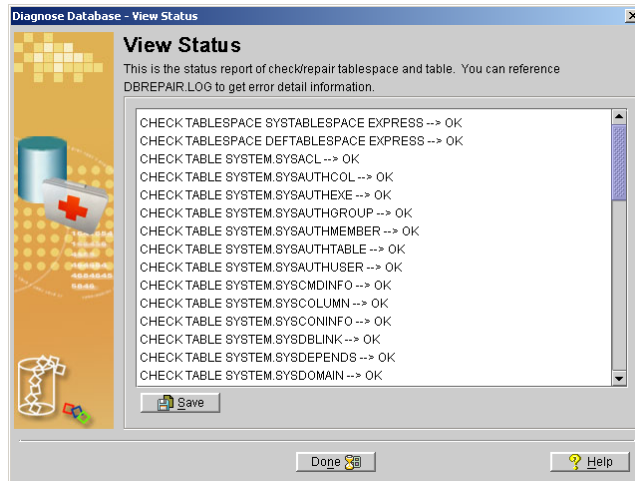 Diagnose Database - View Status
View Status
This is the status report of check/repair tablespace and table. You can reference
DBREPAIR.LOG to get error detail information.
CHECK TABLESPACE SYSTABLESPACE EXPRESS --> OK
CHECK TABLESPACE DEFTABLESPACE EXPRESS --> OK
CHECK TABLE SYSTEM.SYSACL --> OK
CHECK TABLE SYSTEM.SYSAUTHCOL --> OK
CHECK TABLE SYSTEM.SYSAUTHEXE --> OK
CHECK TABLE SYSTEM.SYSAUTHGROUP --> OK
CHECK TABLE SYSTEM.SYSAUTHMEMBER --> OK
CHECK TABLE SYSTEM.SYSAUTHTABLE --> OK
CHECK TABLE SYSTEM.SYSAUTHUSER --> OK
CHECK TABLE SYSTEM.SYSCMDINFO --> OK
CHECK TABLE SYSTEM.SYSCOLUMN --> OK
CHECK TABLE SYSTEM.SYSCONINFO --> OK
CHECK TABLE SYSTEM.SYSDBLINK --> OK
CHECK TABLE SYSTEM.SYSDEPENDS --> OK
CHECK TABLE SYSTEM.SYSDOMAIN --> OK
Save
Done
Help